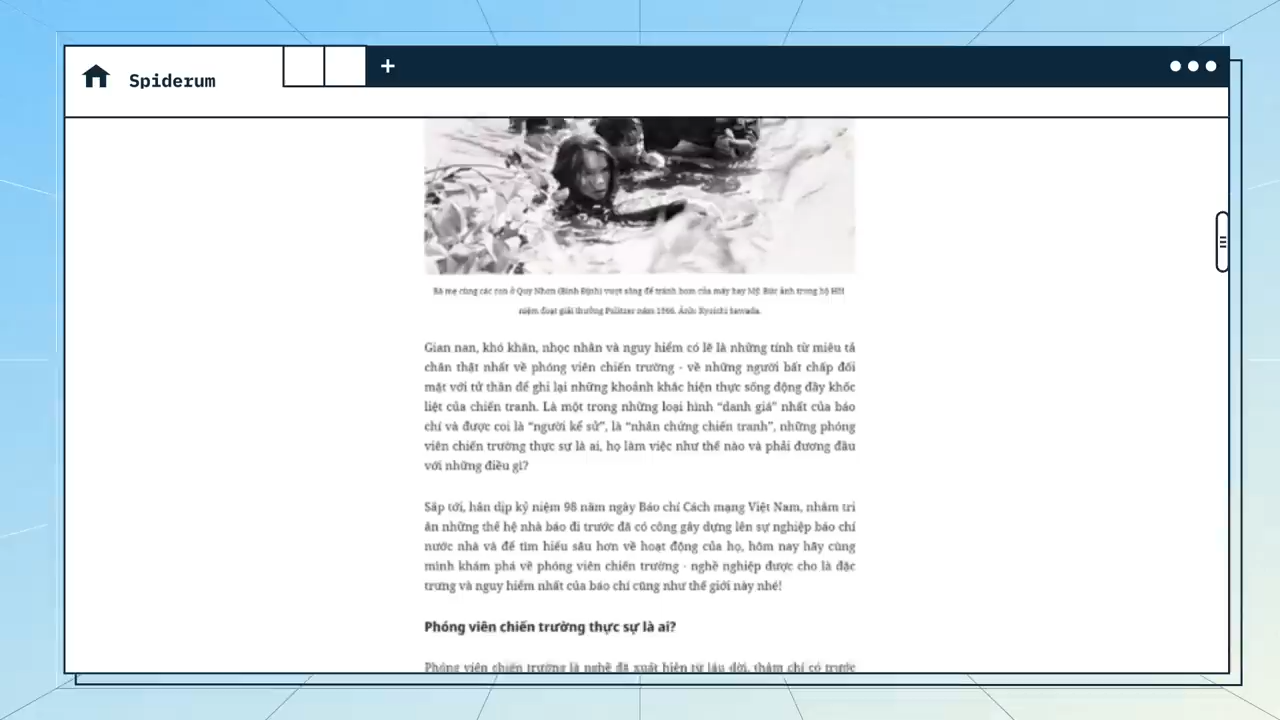 Spiderum
Bà mẹ cùng các con ở Quy Nhơn (Bình Định) vượt sông để tránh bom của máy bay Mỹ. Bức ảnh trong bộ Hồi
niệm đoạt giải thưởng Pulitzer năm 1966. Ảnh: Kyoichi Sawada.
Gian nan, khó khăn, nhọc nhằn và nguy hiểm có lẽ là những tính từ miêu tả
chân thật nhất về phóng viên chiến trường - về những người bất chấp đối
mặt với tử thần để ghi lại những khoảnh khắc hiện thực sống động đầy khốc
liệt của chiến tranh. Là một trong những loại hình “danh giá” nhất của báo
chí và được coi là “người kể sử”, là “nhân chứng chiến tranh”, những phóng
viên chiến trường thực sự là ai, họ làm việc như thế nào và phải đương đầu
với những điều gì?
Sắp tới, hân dịp kỷ niệm 98 năm ngày Báo chí Cách mạng Việt Nam, nhằm tri
ân những thế hệ nhà báo đi trước đã có công gây dựng lên sự nghiệp báo chí
nước nhà và để tìm hiểu sâu hơn về hoạt động của họ, hôm nay hãy cùng
mình khám phá về phóng viên chiến trường - nghề nghiệp được cho là đặc
trưng và nguy hiểm nhất của báo chí cũng như thế giới này nhé!
Phóng viên chiến trường thực sự là ai?
Phóng viên chiến trường là nghề đã xuất hiện từ lâu đời, thậm chí có trước